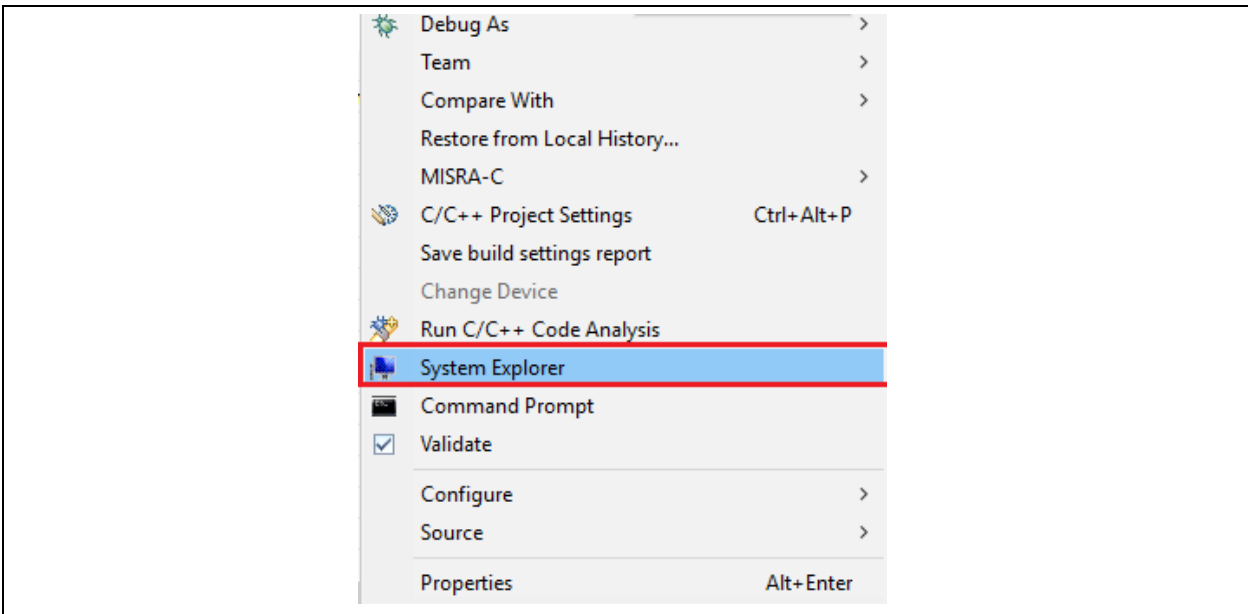 Debug As
Team
Compare With
Restore from Local History...
MISRA-C
C/C++ Project Settings Ctrl+Alt+P
Save build settings report
Change Device
Run C/C++ Code Analysis
System Explorer
Command Prompt
Validate
Configure
Source
Properties Alt+Enter